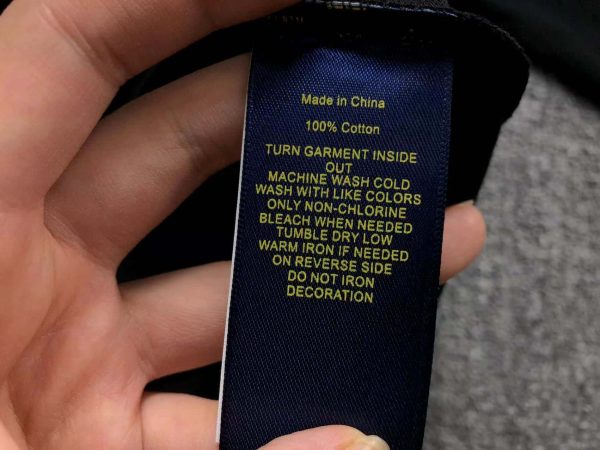 Made in China
100% Cotton
TURN GARMENT INSIDE
OUT
MACHINE WASH COLD
WASH WITH LIKE COLORS
ONLY NON-CHLORINE
BLEACH WHEN NEEDED
TUMBLE DRY LOW
WARM IRON IF NEEDED
ON REVERSE SIDE
DO NOT IRON
DECORATION